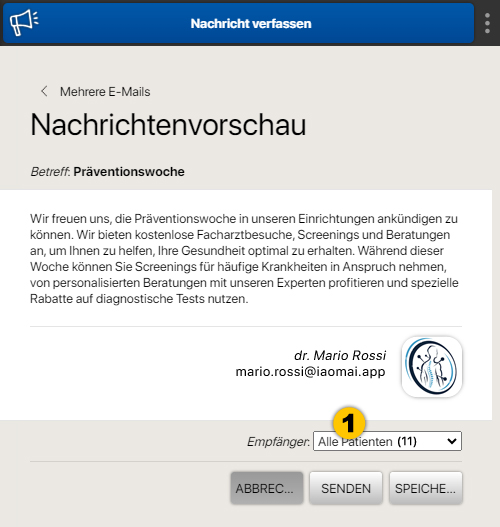 Nachricht verfassen
Mehrere E-Mails
Nachrichtenvorschau
Betreff: Präventionswoche
Wir freuen uns, die Präventionswoche in unseren Einrichtungen ankündigen zu
können. Wir bieten kostenlose Facharztbesuche, Screenings und Beratungen
an, um Ihnen zu helfen, Ihre Gesundheit optimal zu erhalten. Während dieser
Woche können Sie Screenings für häufige Krankheiten in Anspruch nehmen,
von personalisierten Beratungen mit unseren Experten profitieren und spezielle
Rabatte auf diagnostische Tests nutzen.
dr. Mario Rossi
mario.rossi@iaomai.app
1
Empfänger: Alle Patienten (11)
ABBREC... SENDEN SPEICHE...